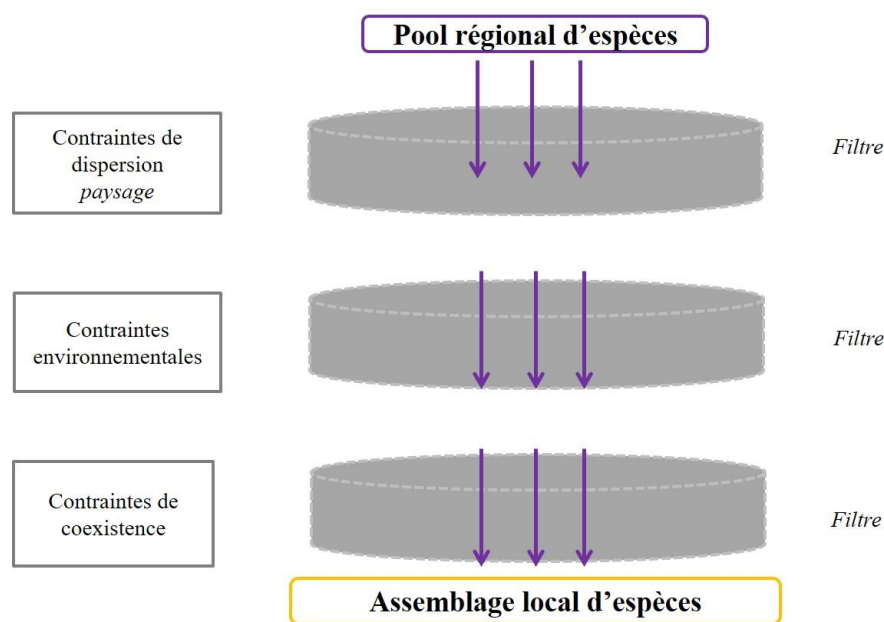 Pool régional d’espèces
Contraintes de
dispersion
paysage
Filtre
Contraintes
environnementales
Filtre
Contraintes de
coexistence
Filtre
Assemblage local d’espèces